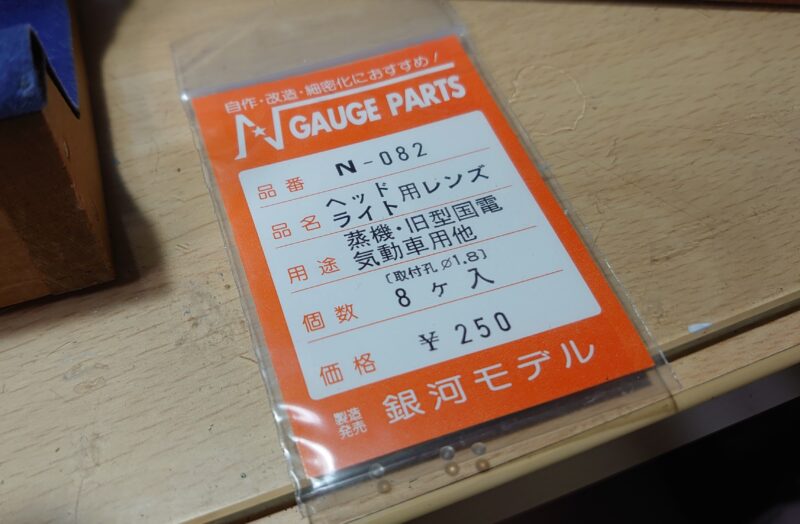 自作・改造・細密化におすすめ!
N GAUGE PARTS
品番 N-082
品名 ヘッドライト用レンズ
用途 蒸機・旧型国電
気動車用他
[取付孔 ∅1.8]
個数 8ヶ入
価格 ¥250
製造発売 銀河モデル